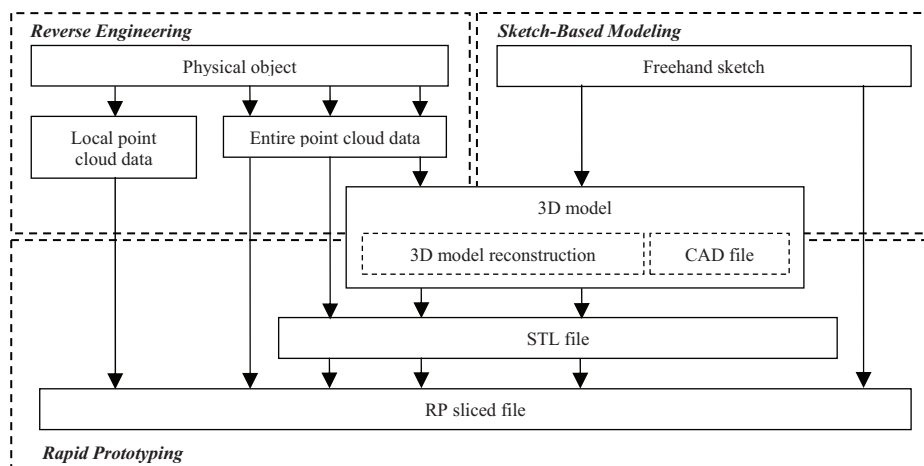 Reverse Engineering
Sketch-Based Modeling
Physical object
Freehand sketch
Local point
cloud data
Entire point cloud data
3D model
3D model reconstruction
CAD file
STL file
RP sliced file
Rapid Prototyping